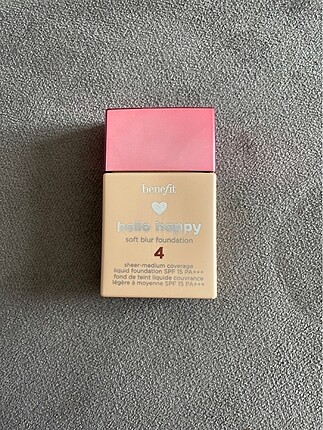 benefit
hello happy
soft blur foundation
4
sheer-medium coverage
liquid foundation SPF 15 PA+++
fond de teint liquide couvrance
légère à moyenne SPF 15 PA+++